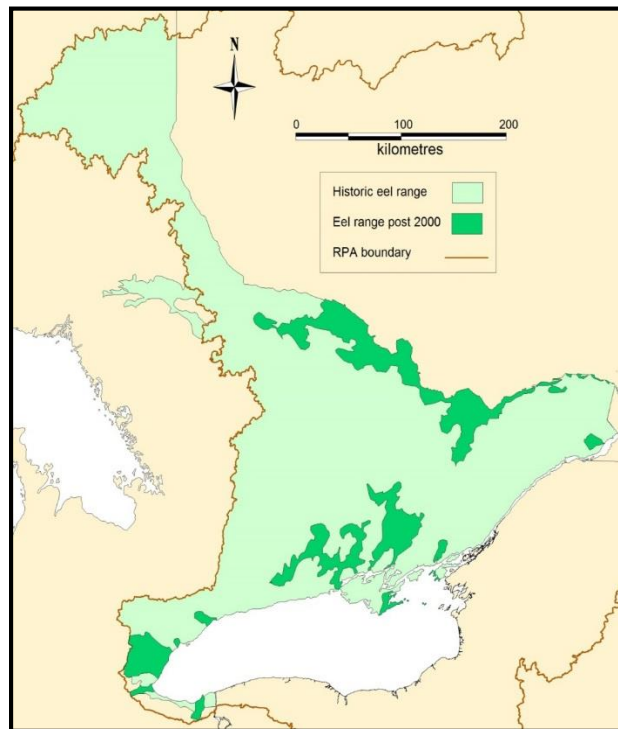 N
0 100 200
kilometres
Historic eel range
Eel range post 2000
RPA boundary